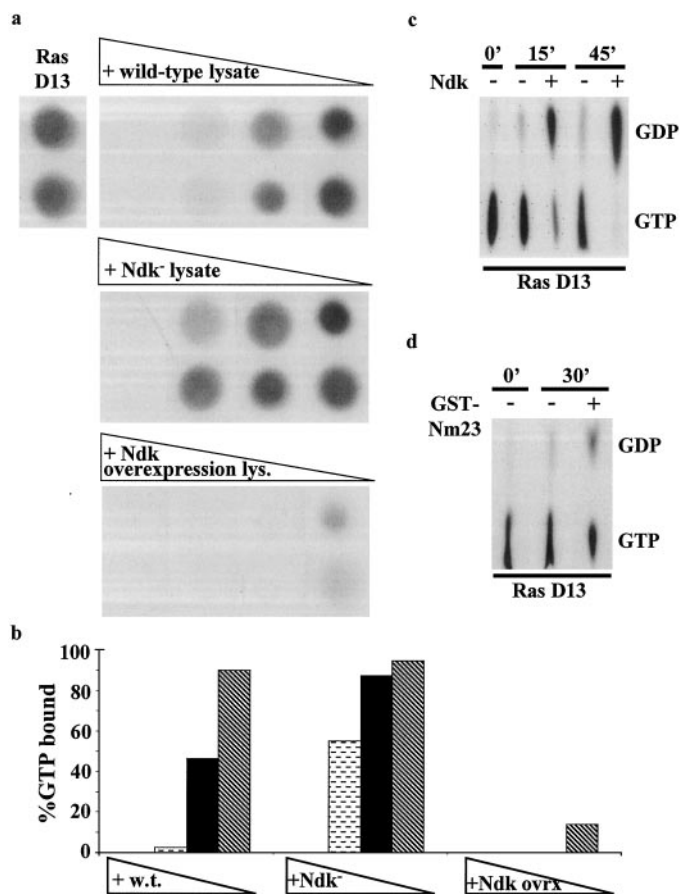 a
Ras
D13
+ wild-type lysate
+ Ndk- lysate
+ Ndk
overexpression lys.
b
%GTP bound
100
80
60
40
20
0
+ w.t.
+Ndk-
+Ndk ovrx
c
0' 15' 45'
Ndk - - + - +
GDP
GTP
Ras D13
d
0' 30'
GST- - - +
Nm23
GDP
GTP
Ras D13